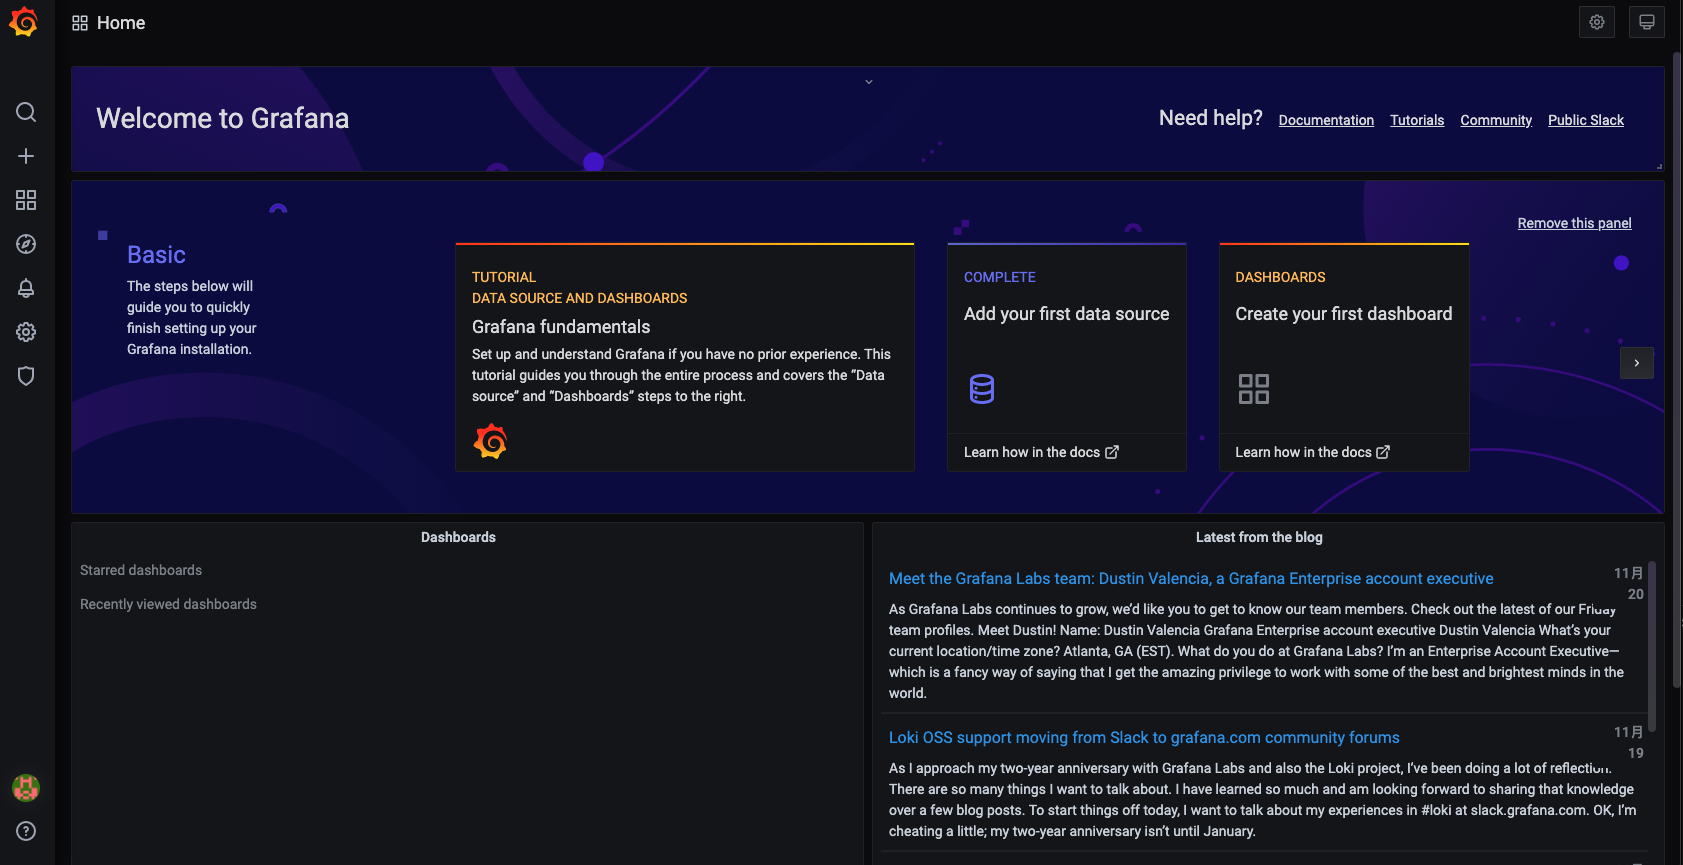 Home
Welcome to Grafana
Need help? Documentation Tutorials Community Public Slack
Remove this panel
Basic
The steps below will
guide you to quickly
finish setting up your
Grafana installation.
TUTORIAL
DATA SOURCE AND DASHBOARDS
Grafana fundamentals
Set up and understand Grafana if you have no prior experience. This
tutorial guides you through the entire process and covers the “Data
source” and “Dashboards” steps to the right.
COMPLETE
Add your first data source
Learn how in the docs
DASHBOARDS
Create your first dashboard
Learn how in the docs
Dashboards
Starred dashboards
Recently viewed dashboards
Latest from the blog
Meet the Grafana Labs team: Dustin Valencia, a Grafana Enterprise account executive
11月
20
As Grafana Labs continues to grow, we’d like you to get to know our team members. Check out the latest of our Friday
team profiles. Meet Dustin! Name: Dustin Valencia Grafana Enterprise account executive Dustin Valencia What’s your
current location/time zone? Atlanta, GA (EST). What do you do at Grafana Labs? I’m an Enterprise Account Executive—
which is a fancy way of saying that I get the amazing privilege to work with some of the best and brightest minds in the
world.
Loki OSS support moving from Slack to grafana.com community forums
11月
19
As I approach my two-year anniversary with Grafana Labs and also the Loki project, I’ve been doing a lot of reflection.
There are so many things I want to talk about. I have learned so much and am looking forward to sharing that knowledge
over a few blog posts. To start things off today, I want to talk about my experiences in #loki at slack.grafana.com. OK, I’m
cheating a little; my two-year anniversary isn’t until January.